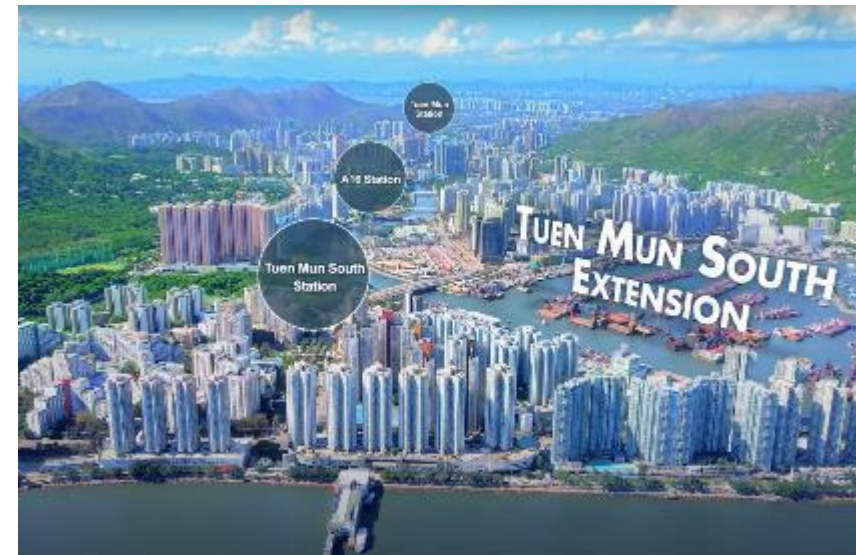 Tuen Mun
Station
A16 Station
Tuen Mun South
Station
TUEN MUN SOUTH
EXTENSION